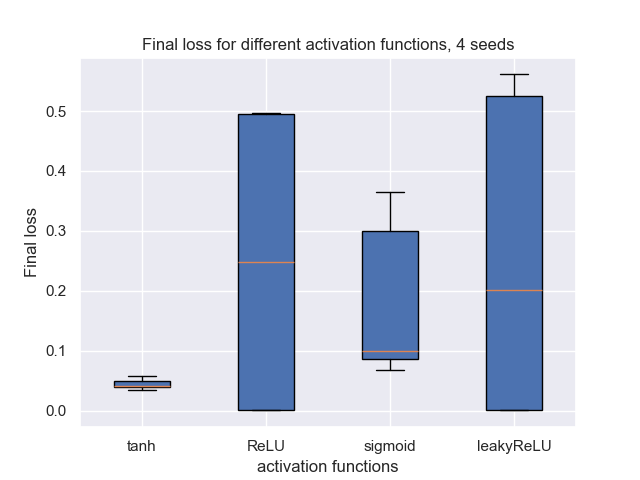 Final loss for different activation functions, 4 seeds
Final loss
0.5
0.4
0.3
0.2
0.1
0.0
tanh ReLU sigmoid leakyReLU
activation functions